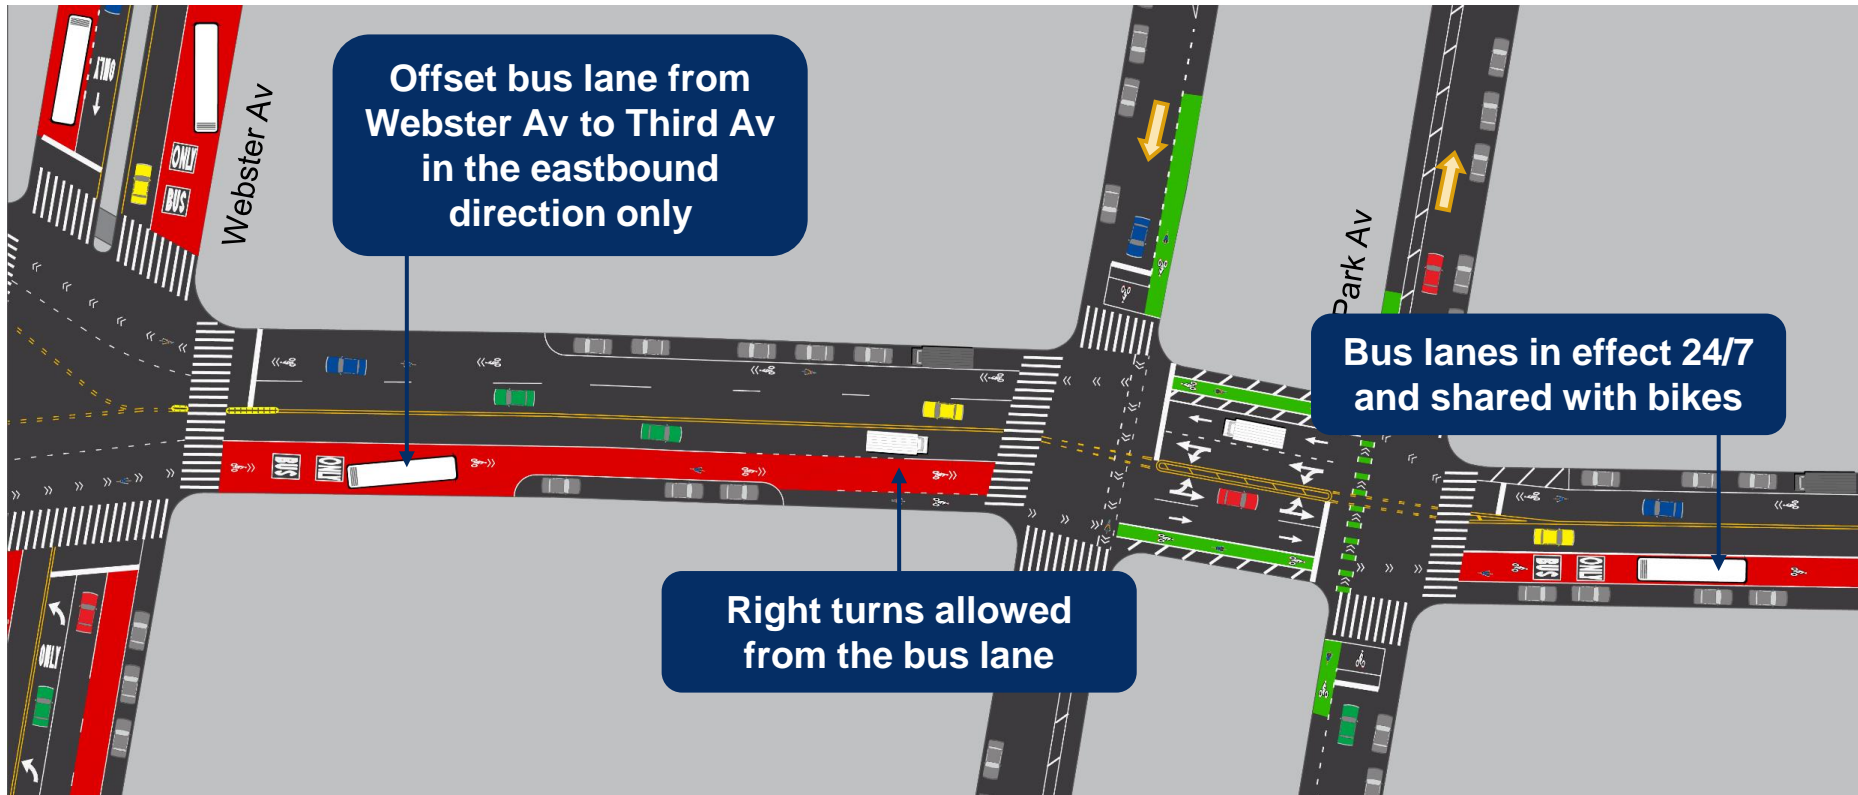 Offset bus lane from
Webster Av to Third Av
in the eastbound
direction only
Webster Av
Park Av
Bus lanes in effect 24/7
and shared with bikes
Right turns allowed
from the bus lane
ONLY
ONLY
BUS
BUS
ONLY
BUS
ONLY
ONLY